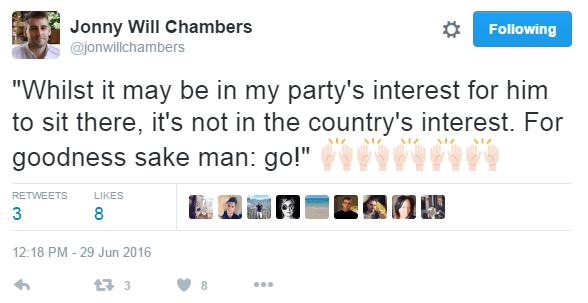 Jonny Will Chambers
@jonwillchambers
Following
"Whilst it may be in my party's interest for him
to sit there, it's not in the country's interest. For
goodness sake man: go!" 🙌🏻🙌🏻🙌🏻🙌🏻🙌🏻
RETWEETS LIKES
3 8
12:18 PM - 29 Jun 2016
3 8